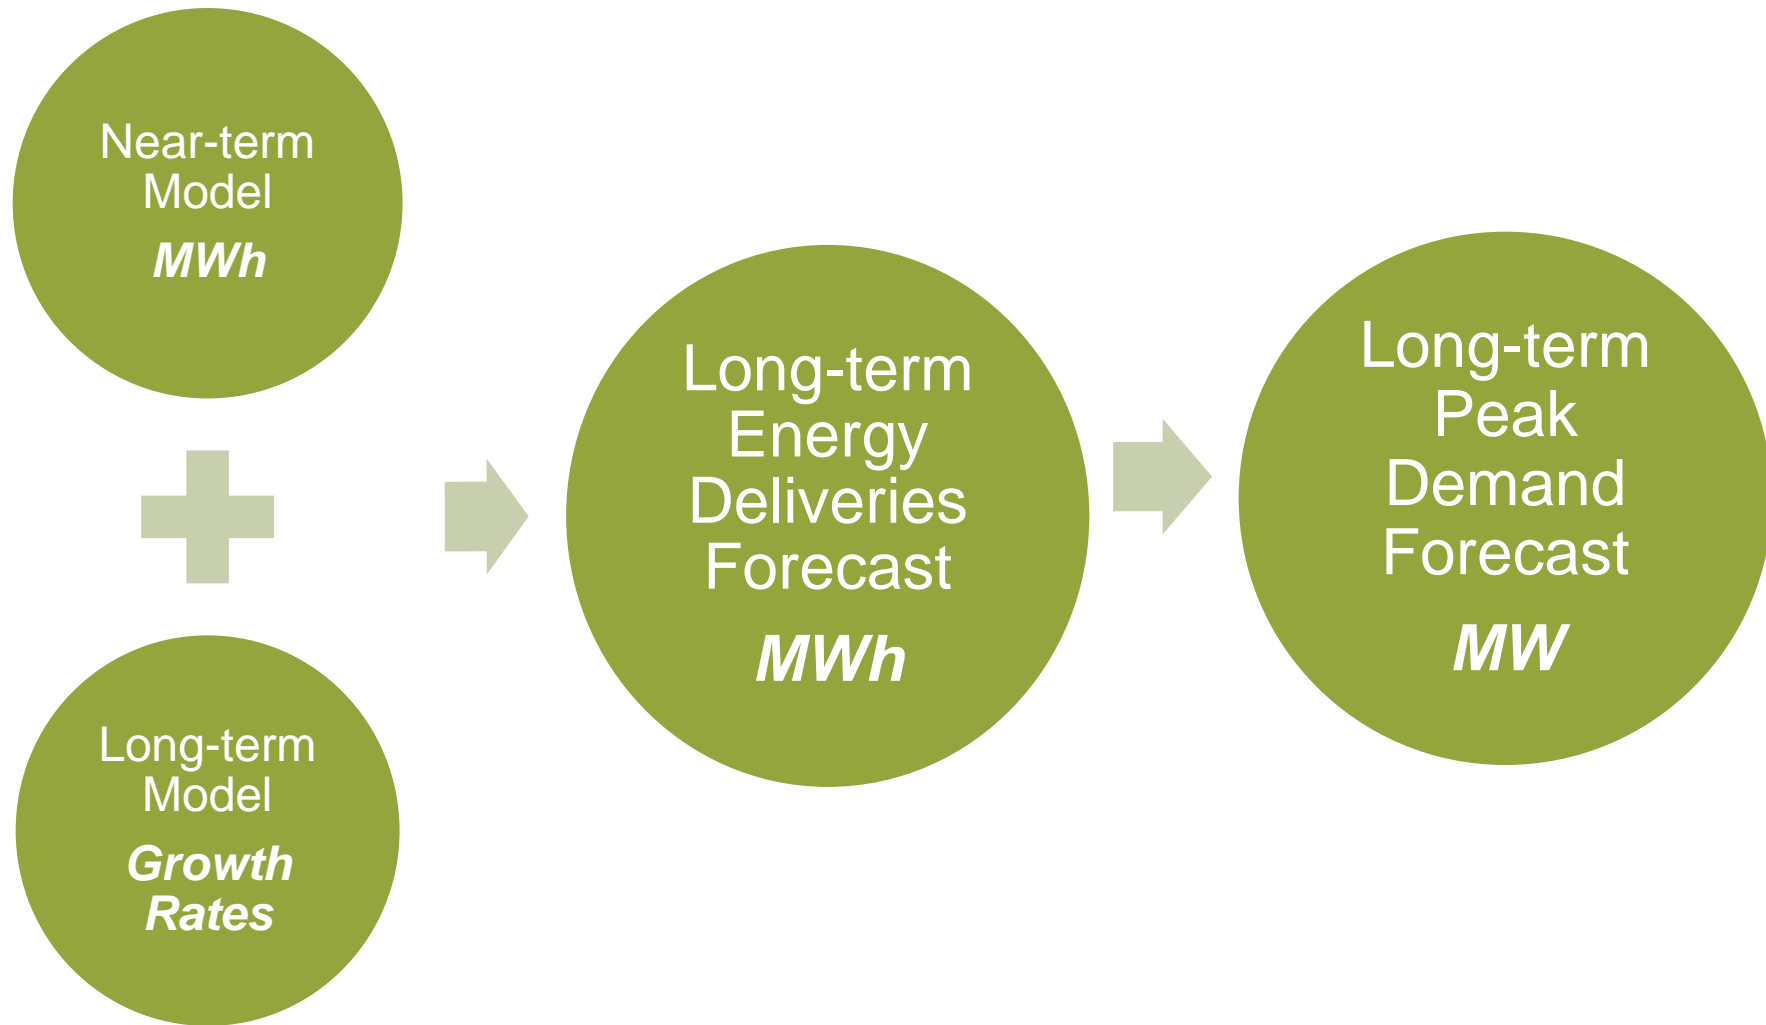 Near-term
Model
MWh
Long-term
Model
Growth
Rates
Long-term
Energy
Deliveries
Forecast
MWh
Long-term
Peak
Demand
Forecast
MW